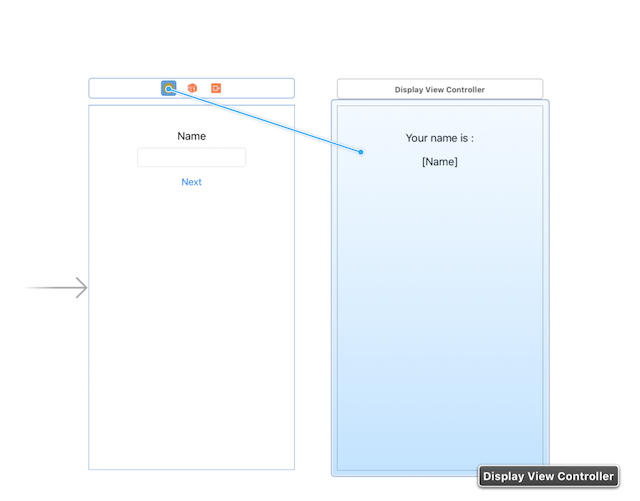 Display View Controller
Name
Next
Your name is :
[Name]
Display View Controller